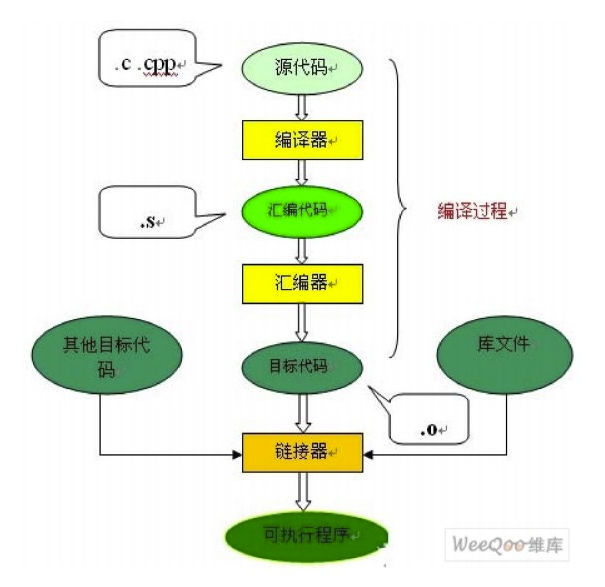 .c .cpp
源代码
编译器
汇编代码
.s
编译过程
汇编器
其他目标代
码
目标代码
库文件
.o
链接器
可执行程序
WeeQoo维库